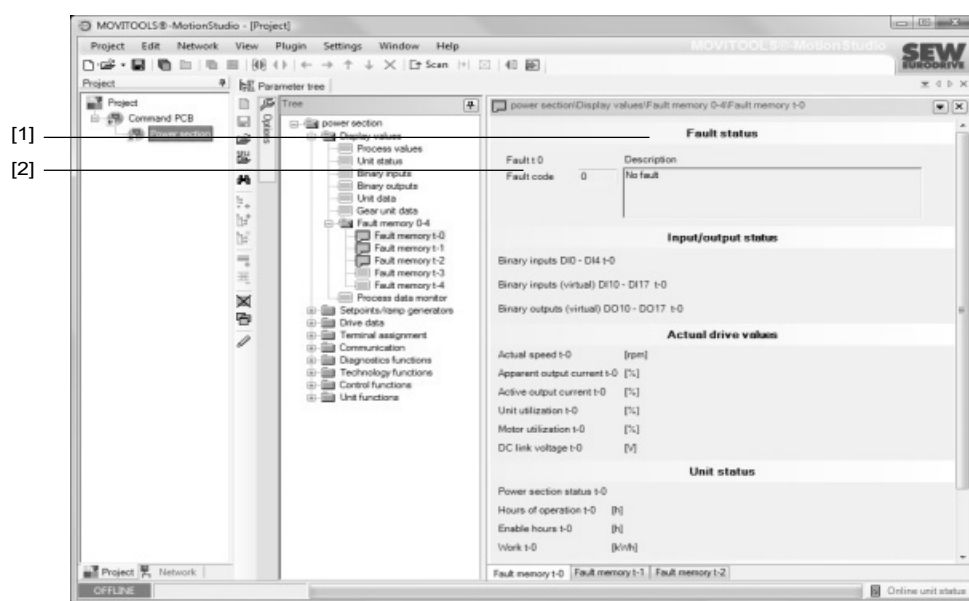 MOVITOOLS®-MotionStudio - [Project]
Project Edit Network View Plugin Settings Window Help
MOVITOOLS®-MotionStudio
SEW
EURODRIVE
Scan
Project
Parameter tree
Project
Command PCB
Power section
Options
Tree
power section
Display values
Process values
Unit status
Binary inputs
Binary outputs
Unit data
Gear unit data
Fault memory 0-4
Fault memory t-0
Fault memory t-1
Fault memory t-2
Fault memory t-3
Fault memory t-4
Process data monitor
Setpoints/ramp generators
Drive data
Terminal assignment
Communication
Diagnostics functions
Technology functions
Control functions
Unit functions
power section\Display values\Fault memory 0-4\Fault memory t-0
[1]
Fault status
[2]
Fault t 0 Description
Fault code 0 No fault
Input/output status
Binary inputs DI0 - DI4 t-0
Binary inputs (virtual) DI10 - DI17 t-0
Binary outputs (virtual) DO10 - DO17 t-0
Actual drive values
Actual speed t-0 [rpm]
Apparent output current t-0 [%]
Active output current t-0 [%]
Unit utilization t-0 [%]
Motor utilization t-0 [%]
DC link voltage t-0 [V]
Unit status
Power section status t-0
Hours of operation t-0 [h]
Enable hours t-0 [h]
Work t-0 [kWh]
Project Network
Fault memory t-0 Fault memory t-1 Fault memory t-2
OFFLINE
Online unit status